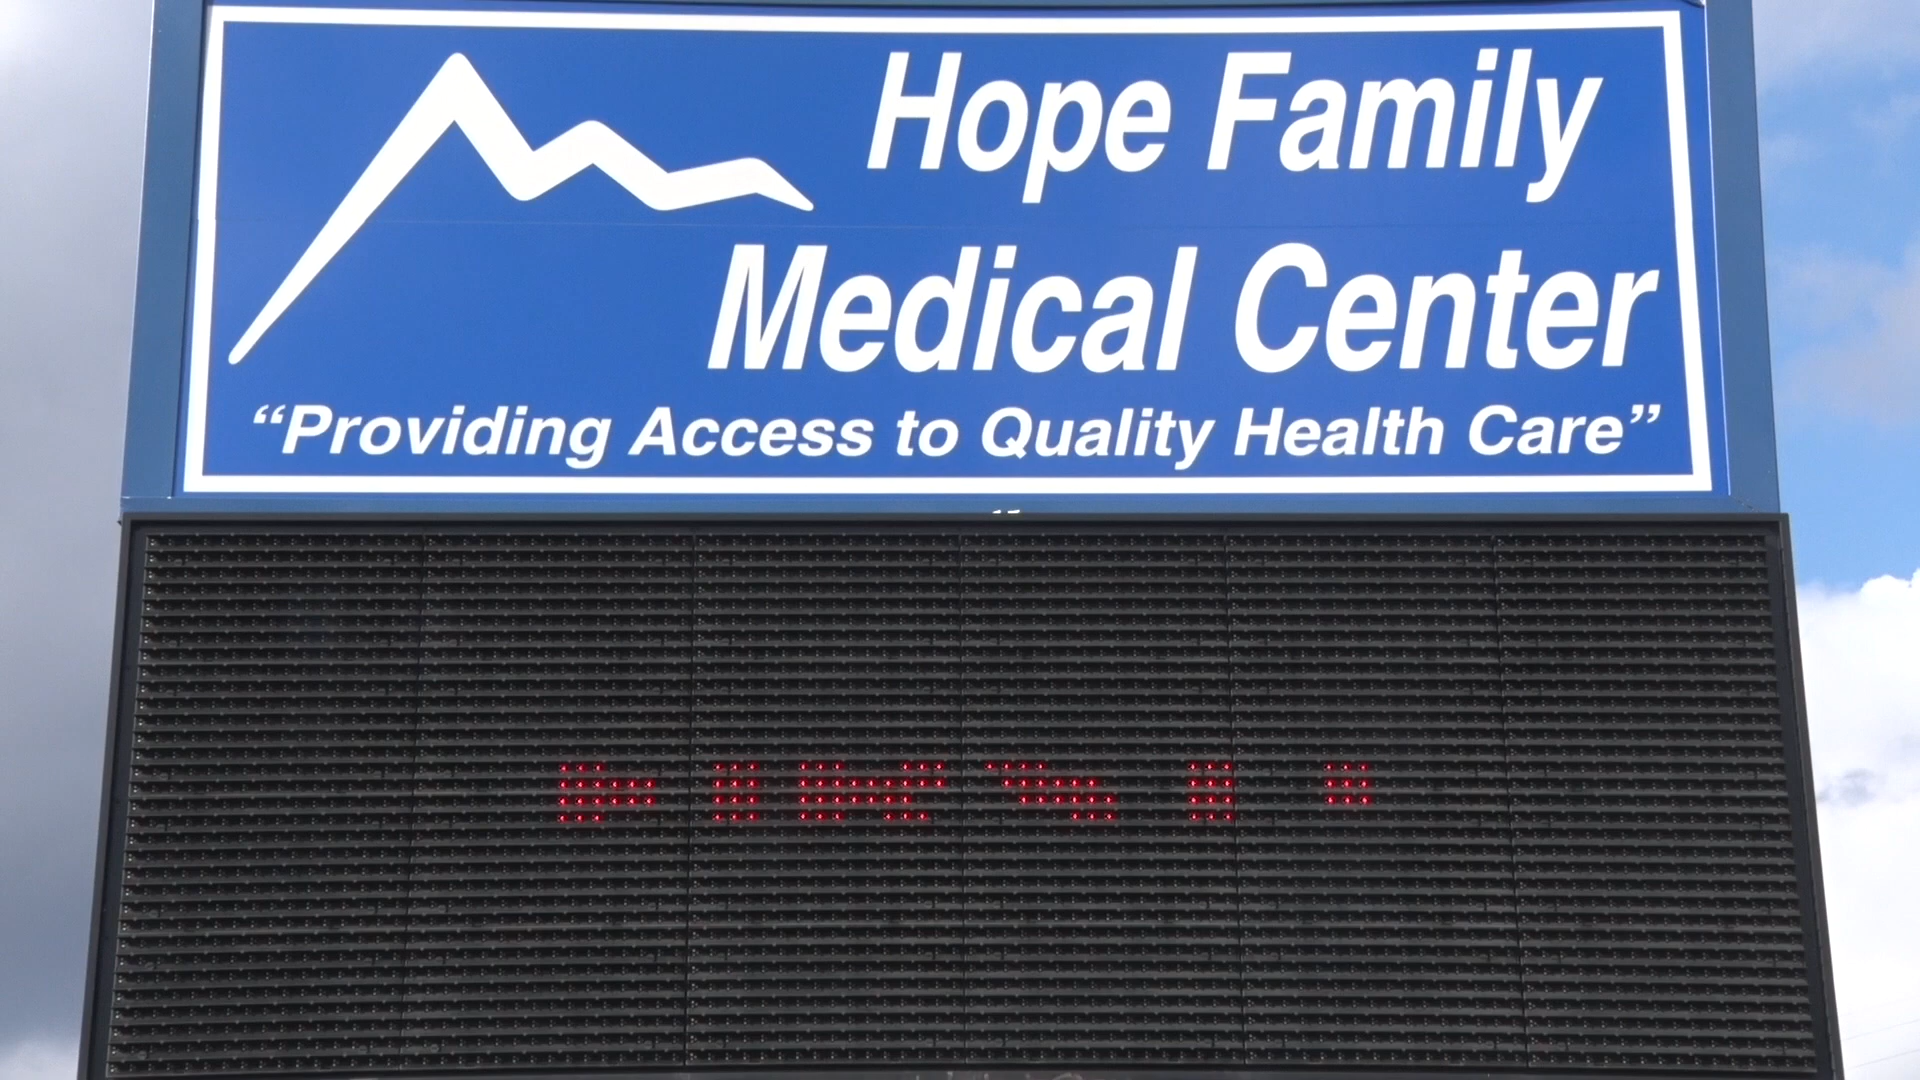 Hope Family
Medical Center
“Providing Access to Quality Health Care”